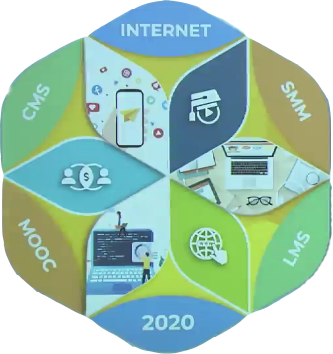 INTERNET
CMS
SMM
$
MOOC
LMS
2020